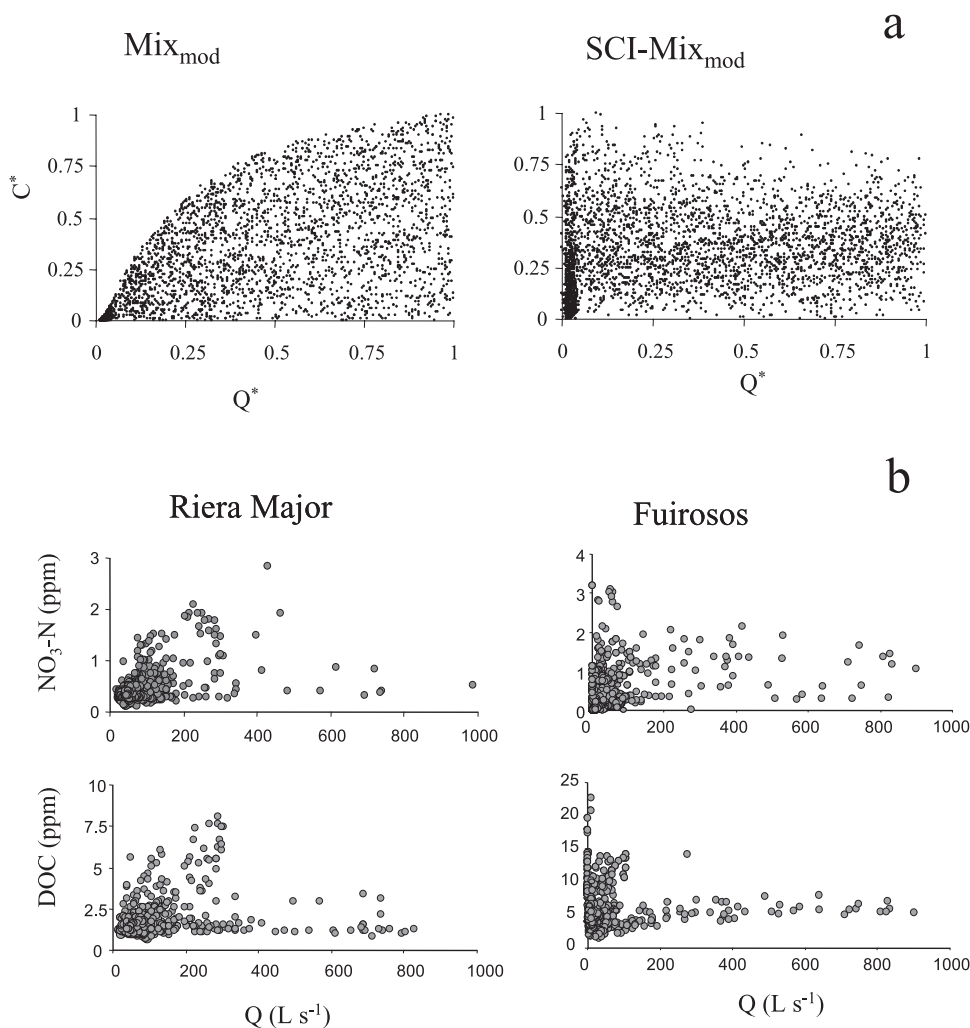 a
Mix_mod
SCI-Mix_mod
C*
1
0.75
0.5
0.25
0
0 0.25 0.5 0.75 1
Q*
1
0.75
0.5
0.25
0
0 0.25 0.5 0.75 1
Q*
b
Riera Major
Fuirosos
NO₃-N (ppm)
3
2
1
0
0 200 400 600 800 1000
4
3
2
1
0
0 200 400 600 800 1000
DOC (ppm)
10
7.5
5
2.5
0
0 200 400 600 800 1000
Q (L s⁻¹)
25
20
15
10
5
0
0 200 400 600 800 1000
Q (L s⁻¹)